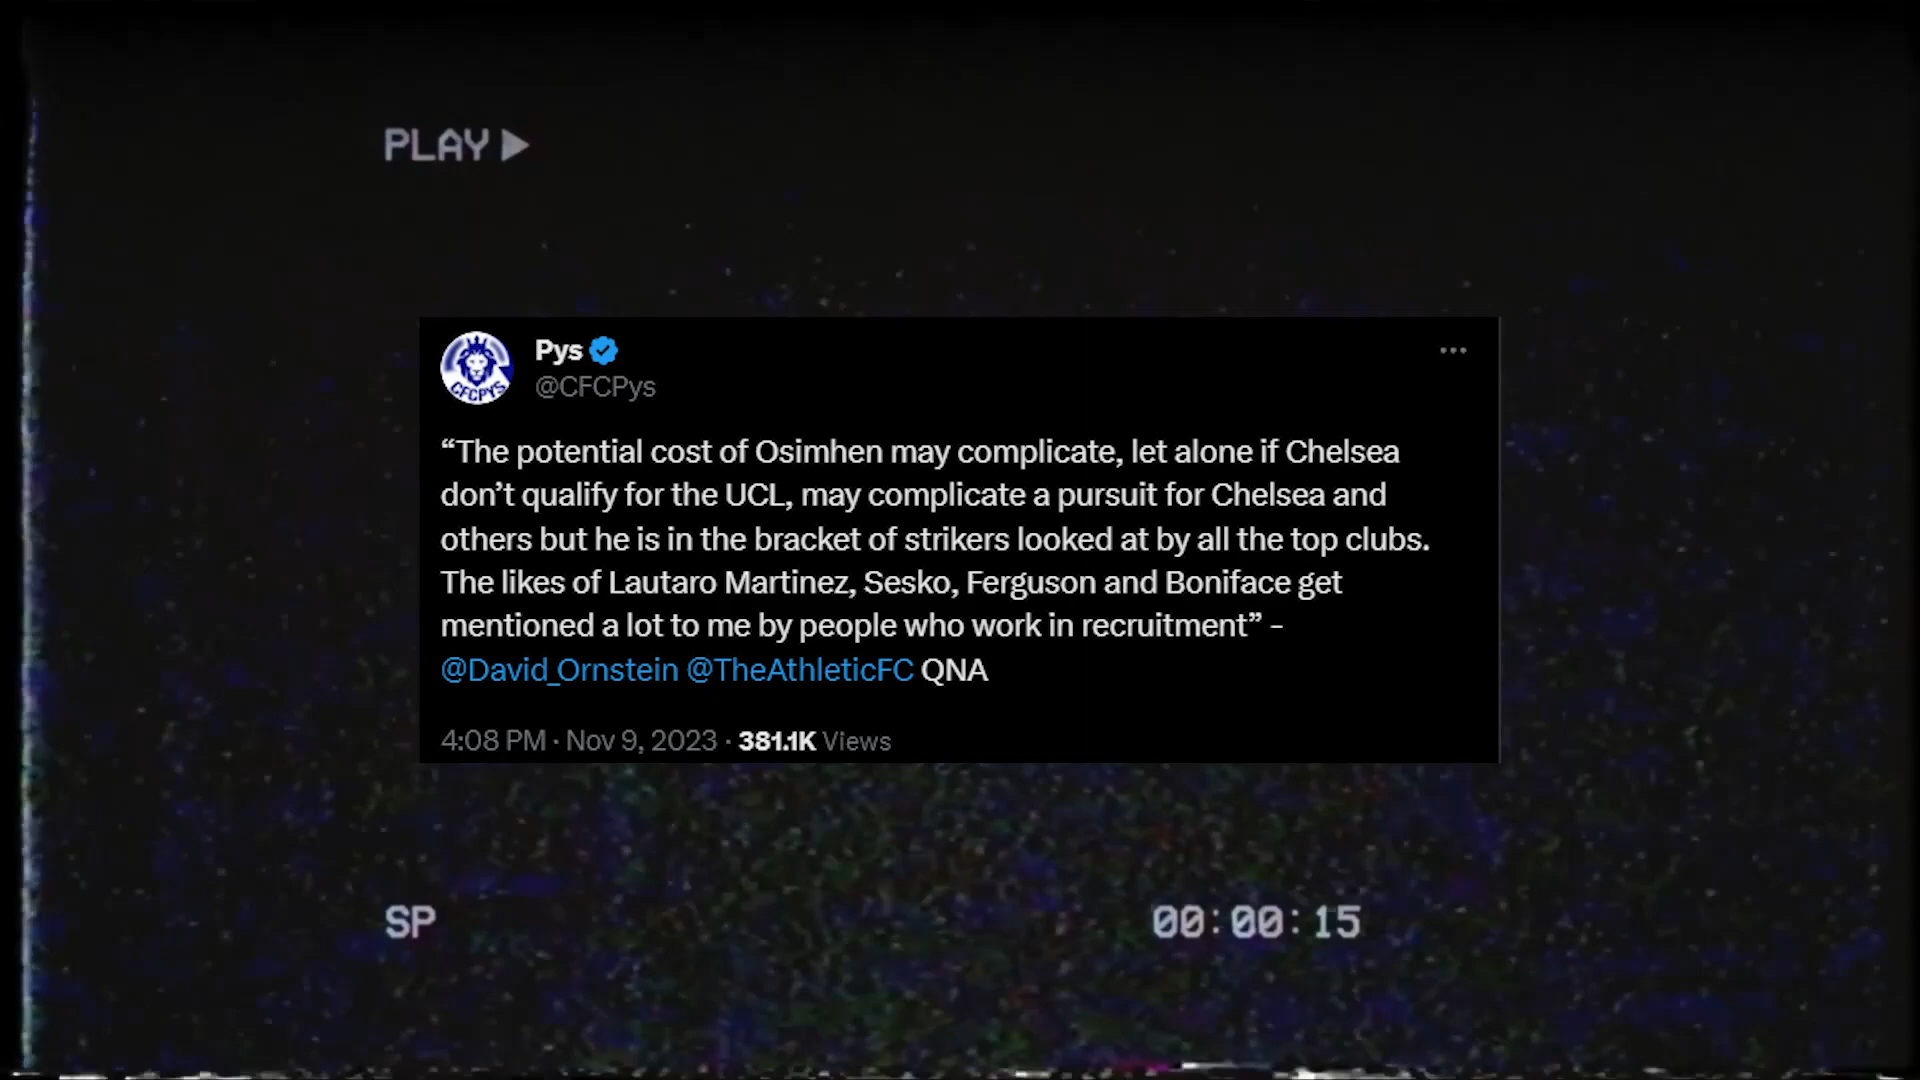 PLAY
CFCPYS
Pys
@CFCPys
“The potential cost of Osimhen may complicate, let alone if Chelsea
don’t qualify for the UCL, may complicate a pursuit for Chelsea and
others but he is in the bracket of strikers looked at by all the top clubs.
The likes of Lautaro Martinez, Sesko, Ferguson and Boniface get
mentioned a lot to me by people who work in recruitment” -
@David_Ornstein @TheAthleticFC QNA
4:08 PM · Nov 9, 2023 · 381.1K Views
SP 00:00:15